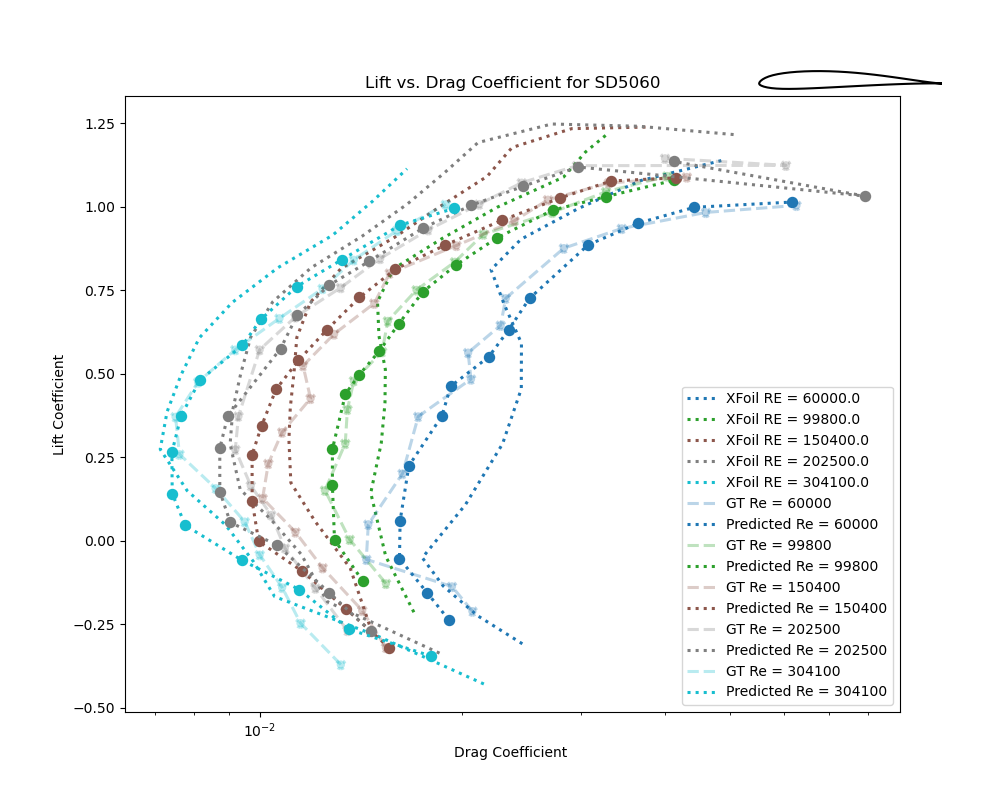 Lift vs. Drag Coefficient for SD5060
Lift Coefficient
1.25
1.00
0.75
0.50
0.25
0.00
−0.25
−0.50
10⁻²
Drag Coefficient
XFoil RE = 60000.0
XFoil RE = 99800.0
XFoil RE = 150400.0
XFoil RE = 202500.0
XFoil RE = 304100.0
GT Re = 60000
Predicted Re = 60000
GT Re = 99800
Predicted Re = 99800
GT Re = 150400
Predicted Re = 150400
GT Re = 202500
Predicted Re = 202500
GT Re = 304100
Predicted Re = 304100